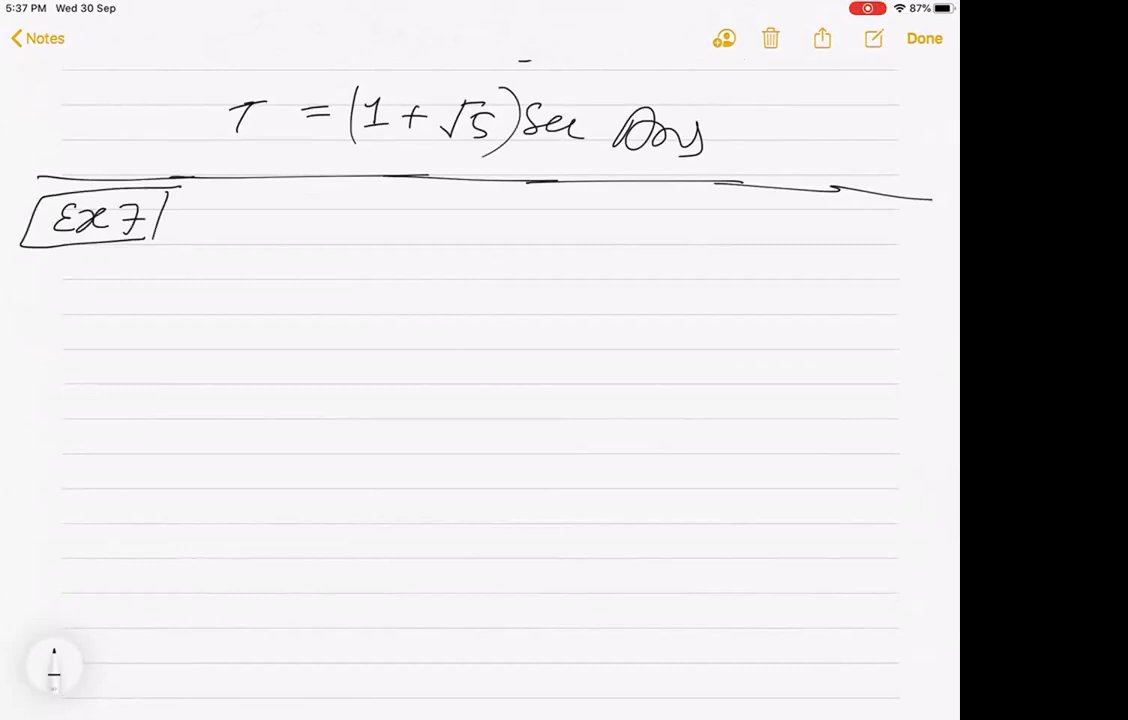 5:37 PM Wed 30 Sep 87%
Notes Done
T = (1 + √5) Sec Ans
Ex 7